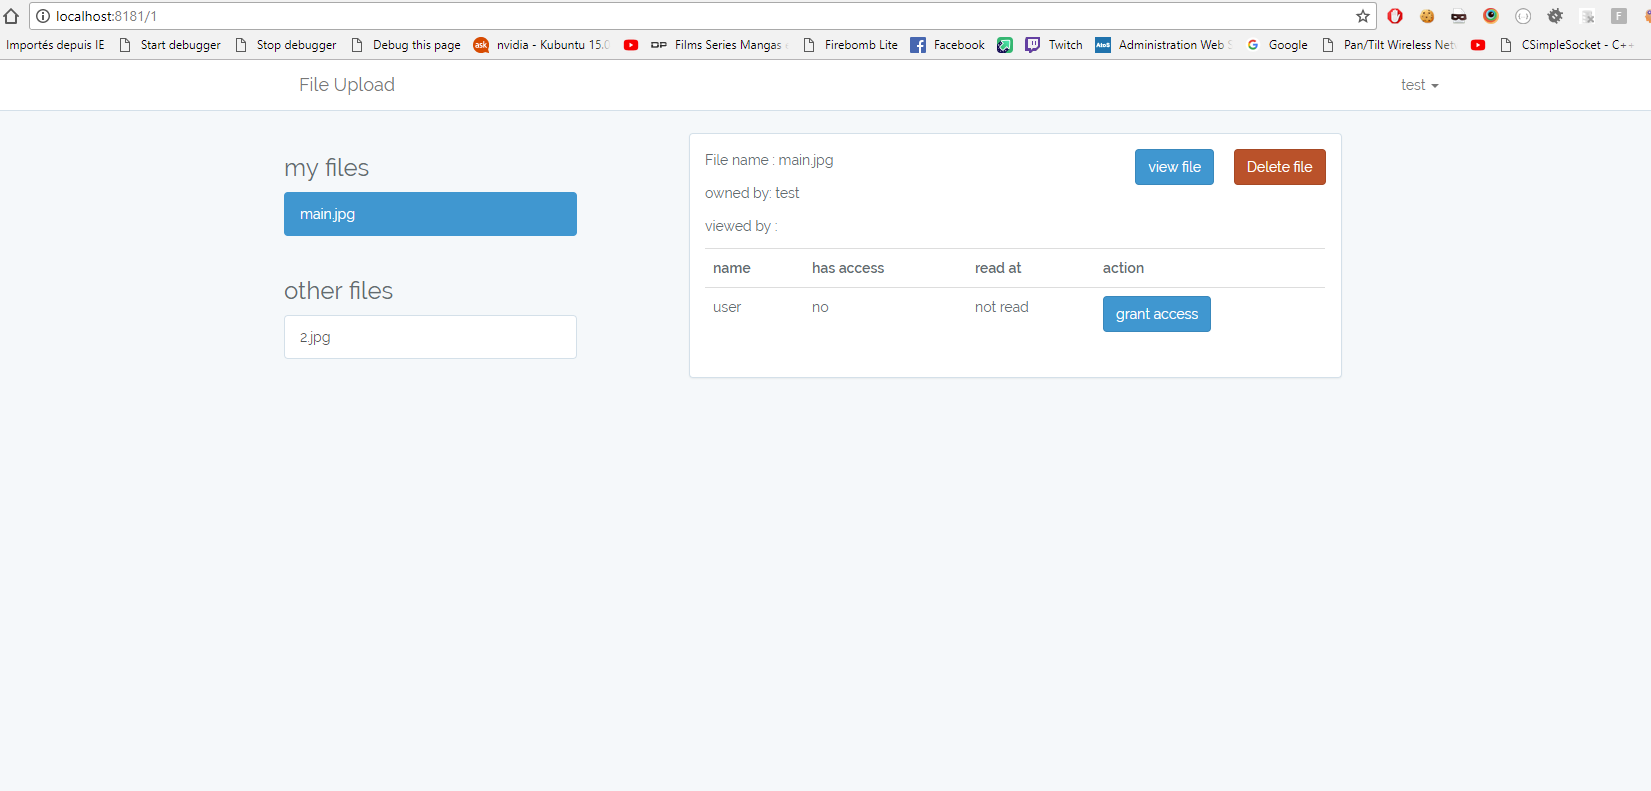 localhost:8181/1
Importés depuis IE Start debugger Stop debugger Debug this page ask nvidia - Kubuntu 15.0 DP Films Series Mangas Firebomb Lite Facebook Twitch AtoS Administration Web Google Pan/Tilt Wireless Net CSimpleSocket - C++
File Upload test
my files
main.jpg
other files
2.jpg
File name : main.jpg view file Delete file
owned by: test
viewed by :
name has access read at action
user no not read grant access